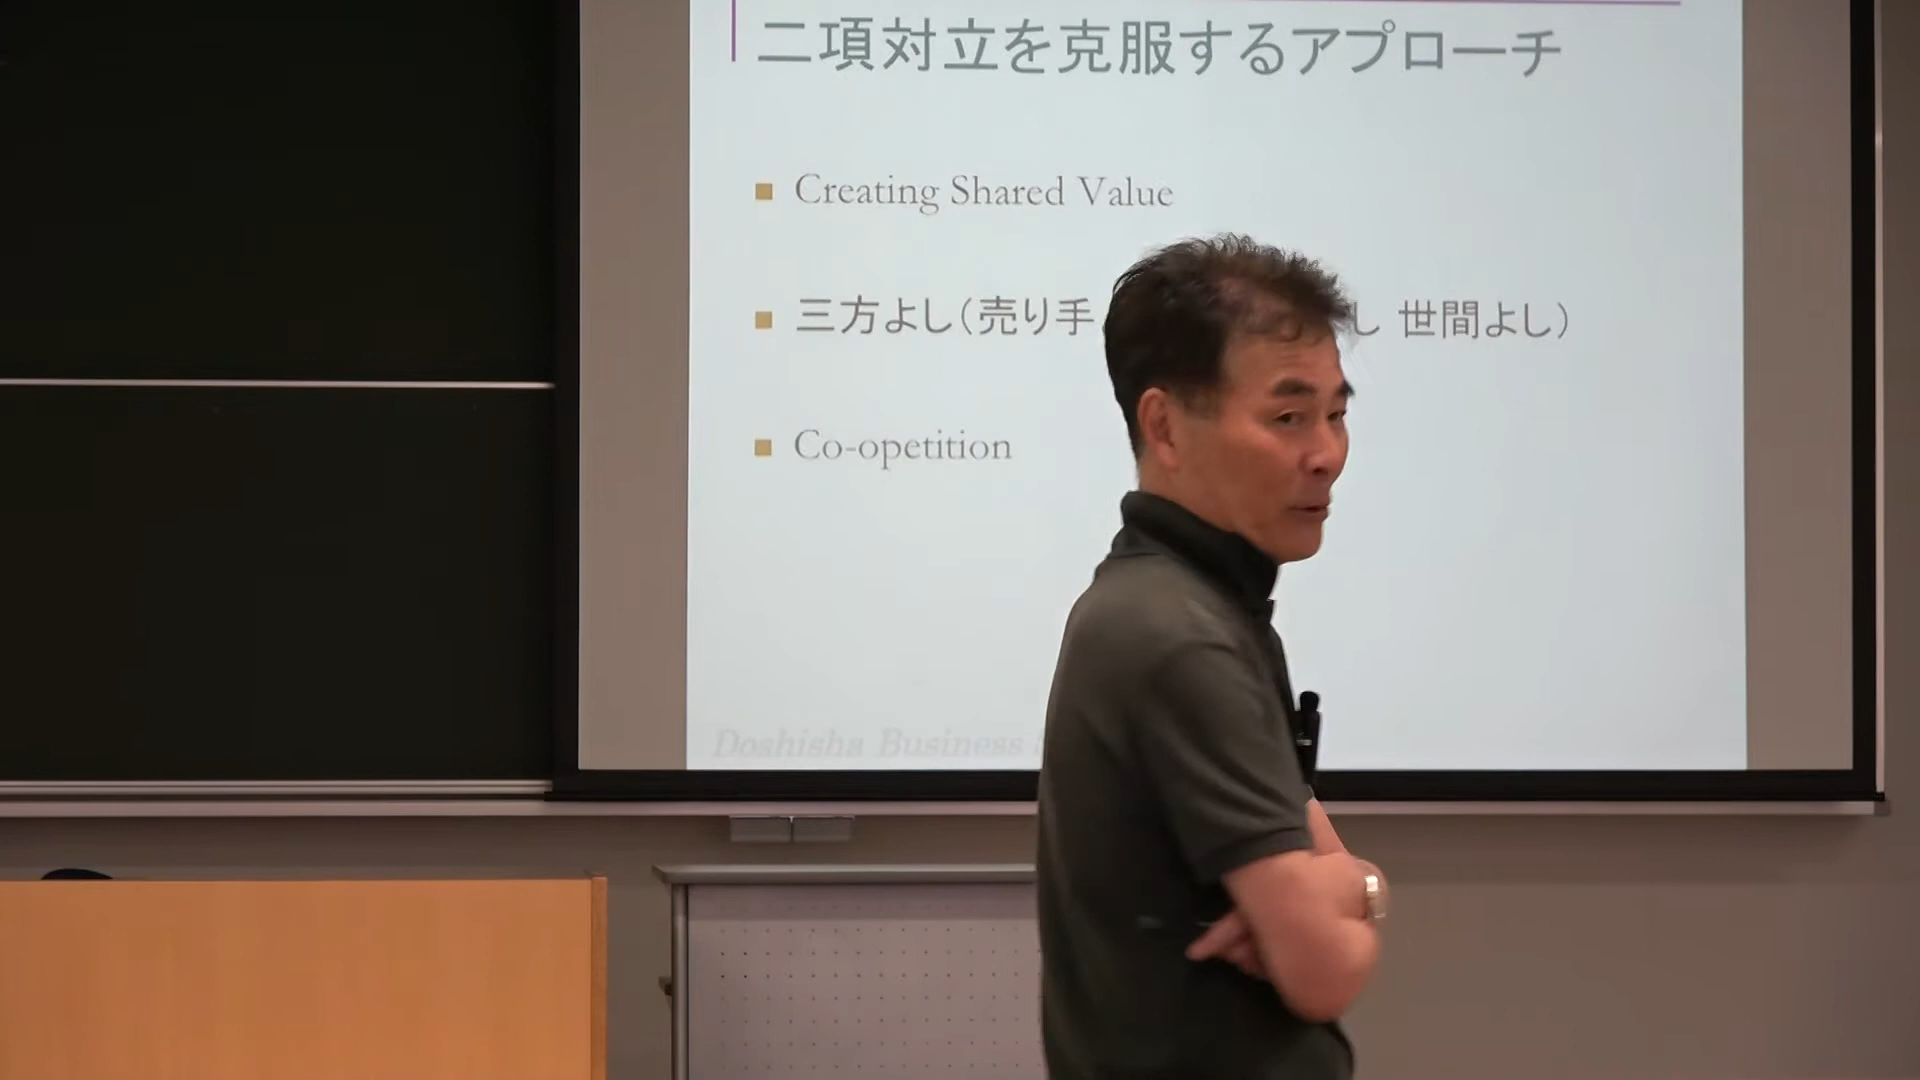 二項対立を克服するアプローチ
Creating Shared Value
三方よし（売り手 し 世間よし）
Co-opetition
Doshisha Business